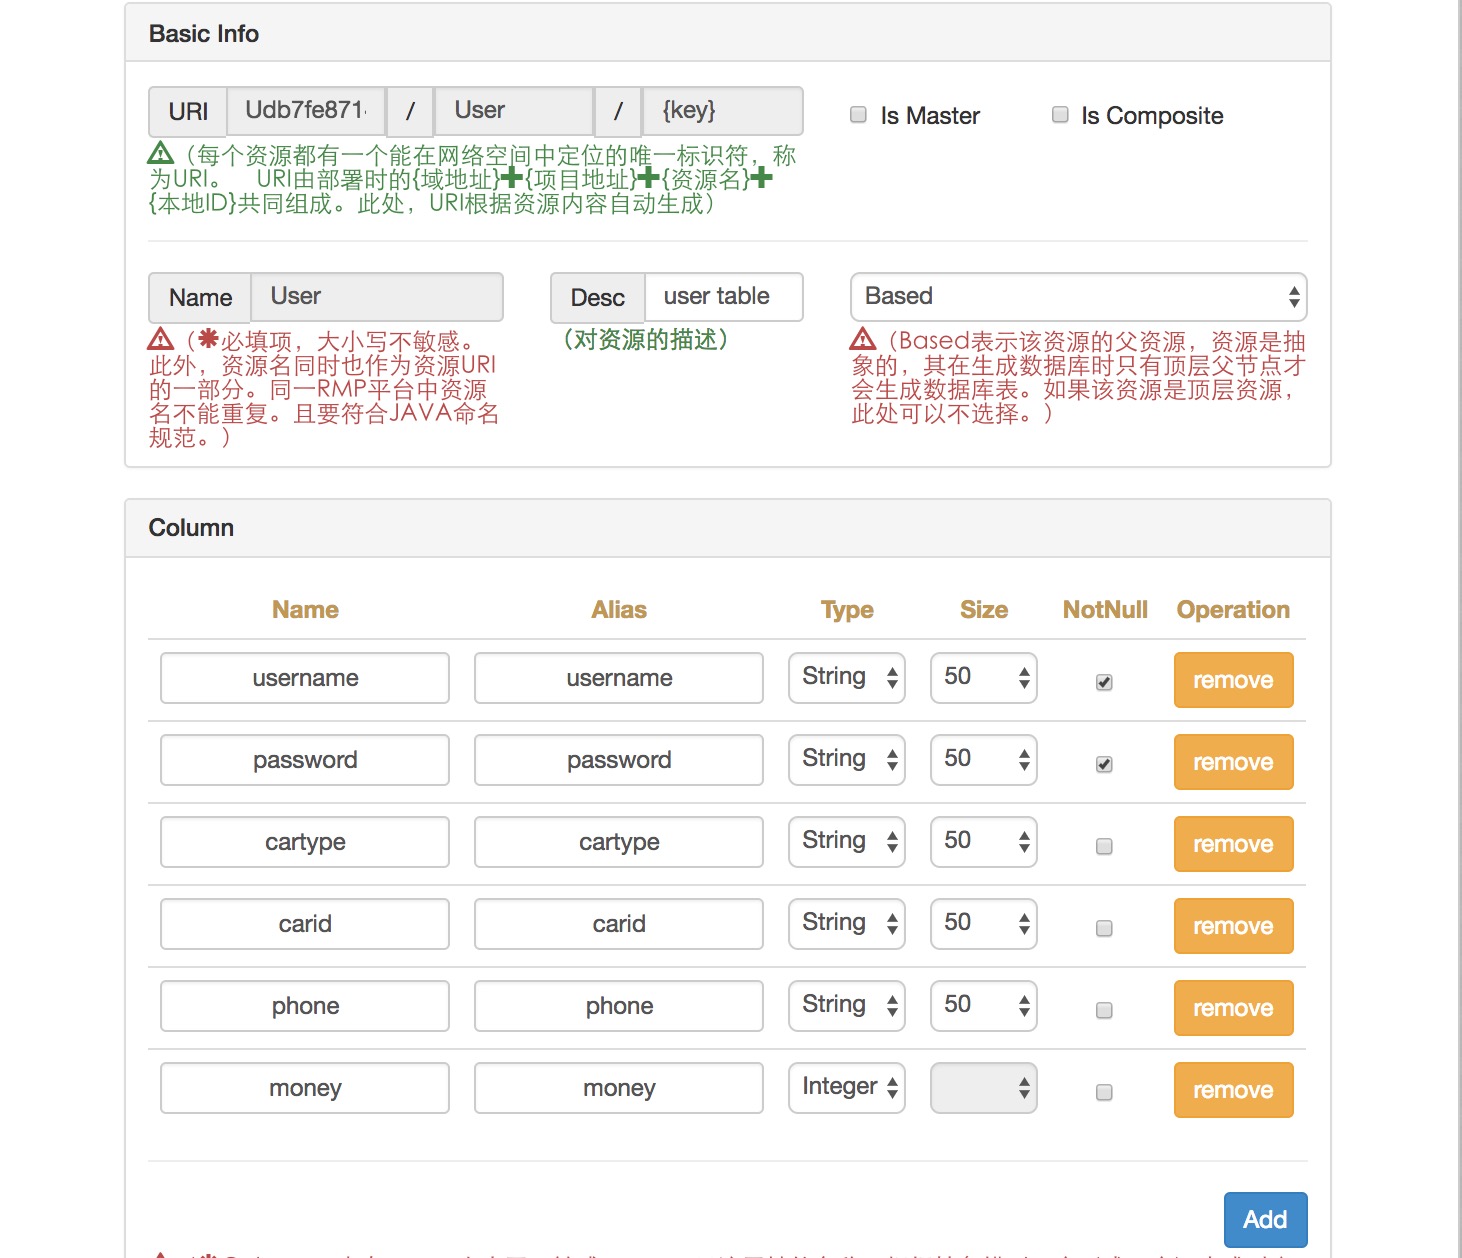 Basic Info
URI Udb7fe871 / User / {key} Is Master Is Composite
(每个资源都有一个能在网络空间中定位的唯一标识符，称
为URI。 URI由部署时的{域地址}+{项目地址}+{资源名}+
{本地ID}共同组成。此处，URI根据资源内容自动生成)
Name User
Desc user table
Based
(*必填项，大小写不敏感。
此外，资源名同时也作为资源URI
的一部分。同一RMP平台中资源
名不能重复。且要符合JAVA命名
规范。)
(对资源的描述)
(Based表示该资源的父资源，资源是抽
象的，其在生成数据库时只有顶层父节点才
会生成数据库表。如果该资源是顶层资源，
此处可以不选择。)
Column
Name Alias Type Size NotNull Operation
username username String 50 remove
password password String 50 remove
cartype cartype String 50 remove
carid carid String 50 remove
phone phone String 50 remove
money money Integer remove
Add